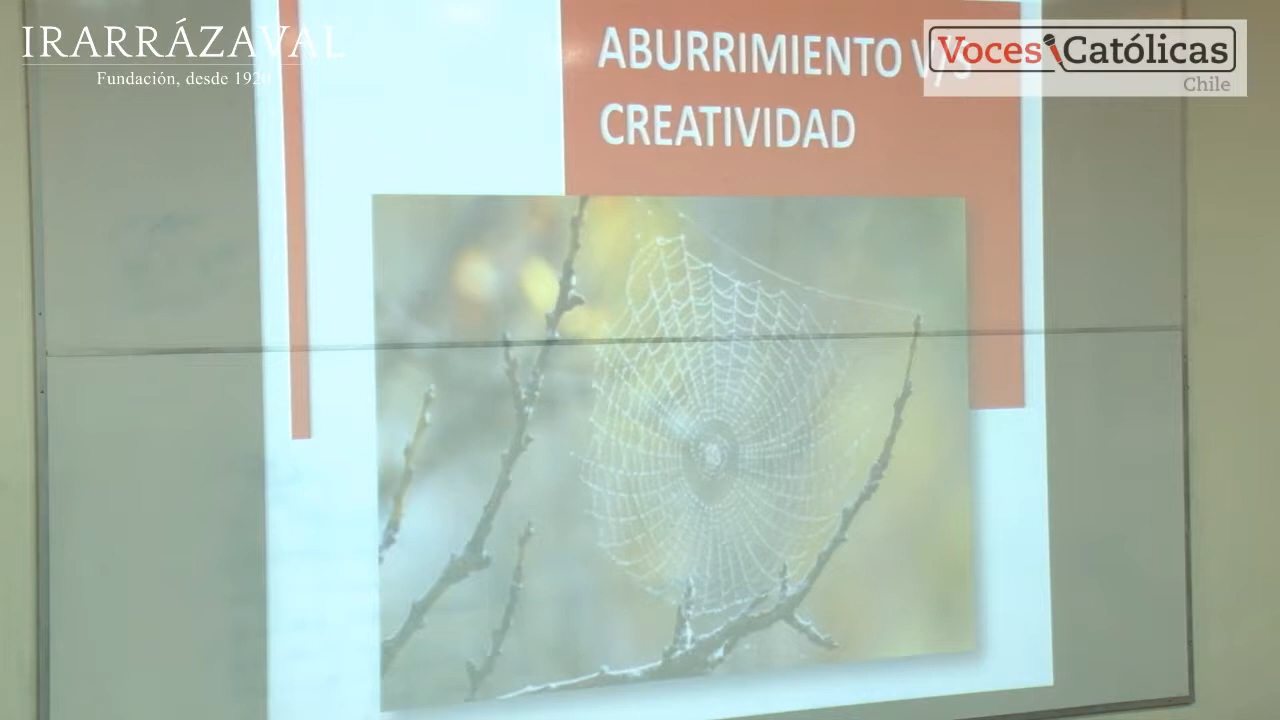 IRARRÁZAVAL
Fundación, desde 1920
Voces Católicas
Chile
ABURRIMIENTO V/S
CREATIVIDAD